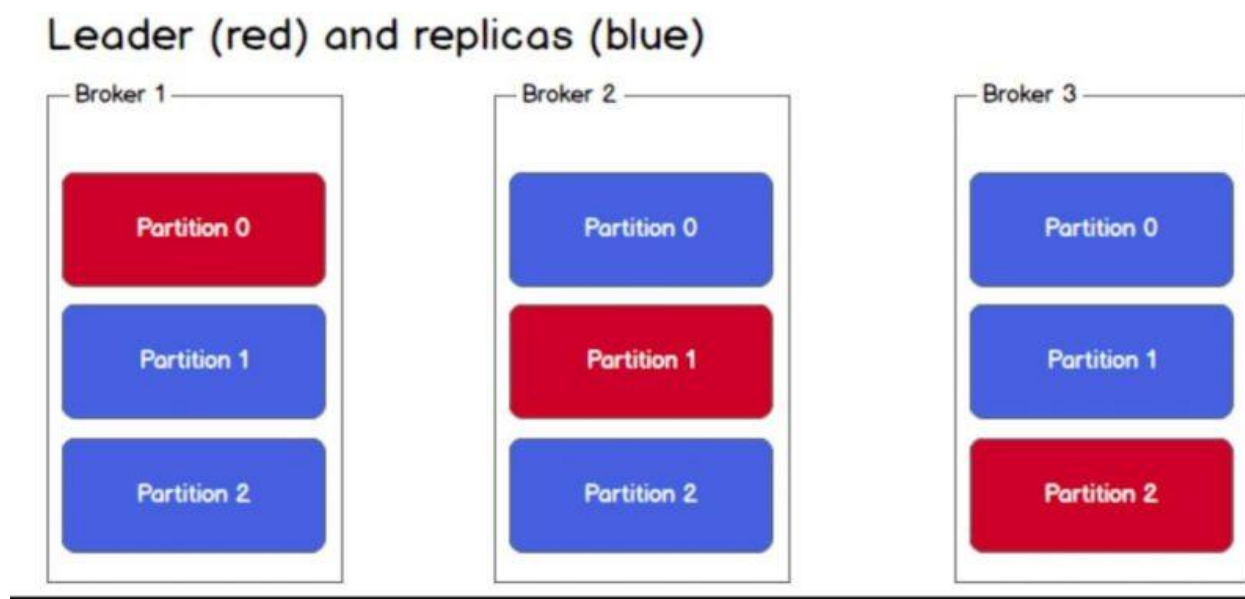 Leader (red) and replicas (blue)
Broker 1
Partition 0
Partition 1
Partition 2
Broker 2
Partition 0
Partition 1
Partition 2
Broker 3
Partition 0
Partition 1
Partition 2